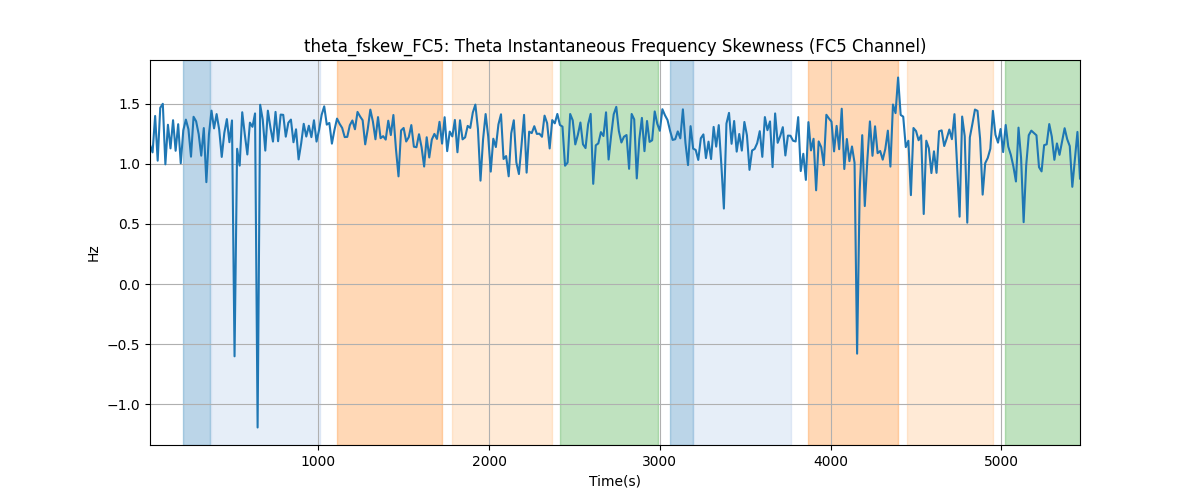 theta_fskew_FC5: Theta Instantaneous Frequency Skewness (FC5 Channel)
1.5
1.0
0.5
0.0
−0.5
−1.0
Hz
1000 2000 3000 4000 5000
Time(s)